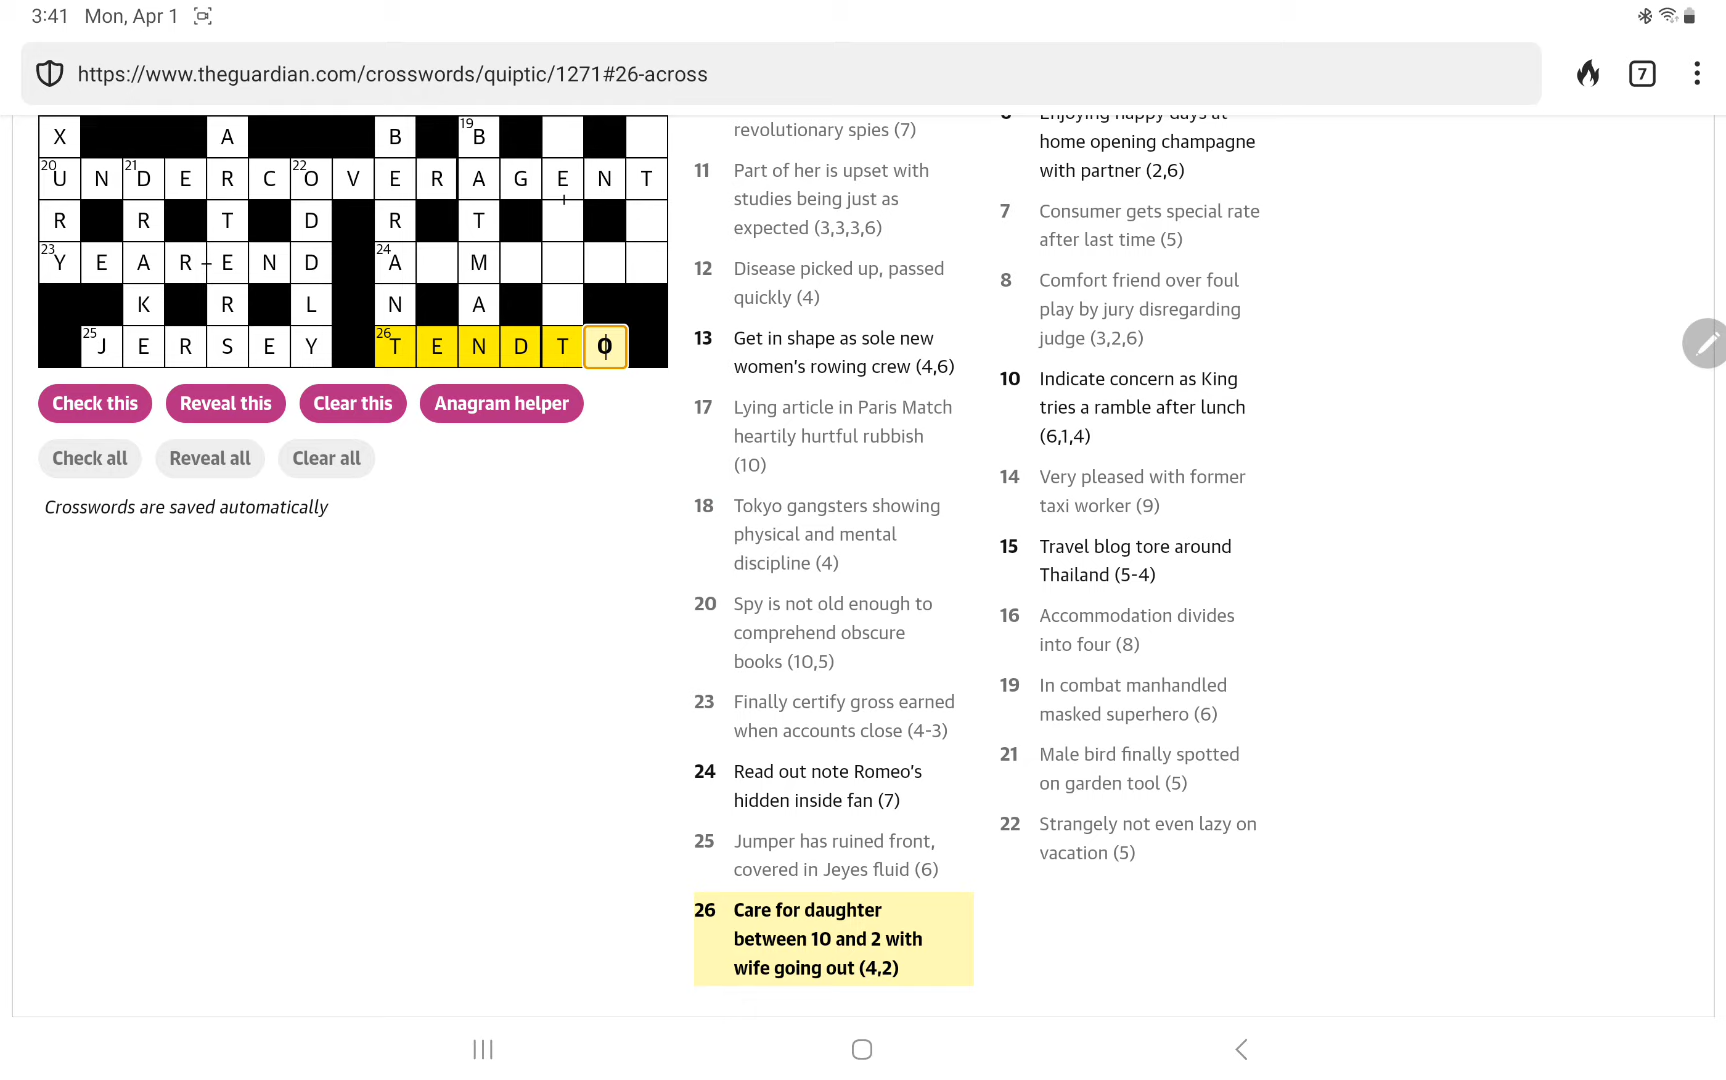 3:41 Mon, Apr 1
https://www.theguardian.com/crosswords/quiptic/1271#26-across
7
X A B 19 B
20 U N 21 D E R C 22 O V E R A G E N T
R R T D R T
23 Y E A R - E N D 24 A M
K R L N A
25 J E R S E Y 26 T E N D T O
Check this Reveal this Clear this Anagram helper
Check all Reveal all Clear all
Crosswords are saved automatically
revolutionary spies (7)
11 Part of her is upset with
studies being just as
expected (3,3,3,6)
12 Disease picked up, passed
quickly (4)
13 Get in shape as sole new
women's rowing crew (4,6)
17 Lying article in Paris Match
heartily hurtful rubbish
(10)
18 Tokyo gangsters showing
physical and mental
discipline (4)
20 Spy is not old enough to
comprehend obscure
books (10,5)
23 Finally certify gross earned
when accounts close (4-3)
24 Read out note Romeo's
hidden inside fan (7)
25 Jumper has ruined front,
covered in Jeyes fluid (6)
26 Care for daughter
between 10 and 2 with
wife going out (4,2)
6 Enjoying happy days at
home opening champagne
with partner (2,6)
7 Consumer gets special rate
after last time (5)
8 Comfort friend over foul
play by jury disregarding
judge (3,2,6)
10 Indicate concern as King
tries a ramble after lunch
(6,1,4)
14 Very pleased with former
taxi worker (9)
15 Travel blog tore around
Thailand (5-4)
16 Accommodation divides
into four (8)
19 In combat manhandled
masked superhero (6)
21 Male bird finally spotted
on garden tool (5)
22 Strangely not even lazy on
vacation (5)